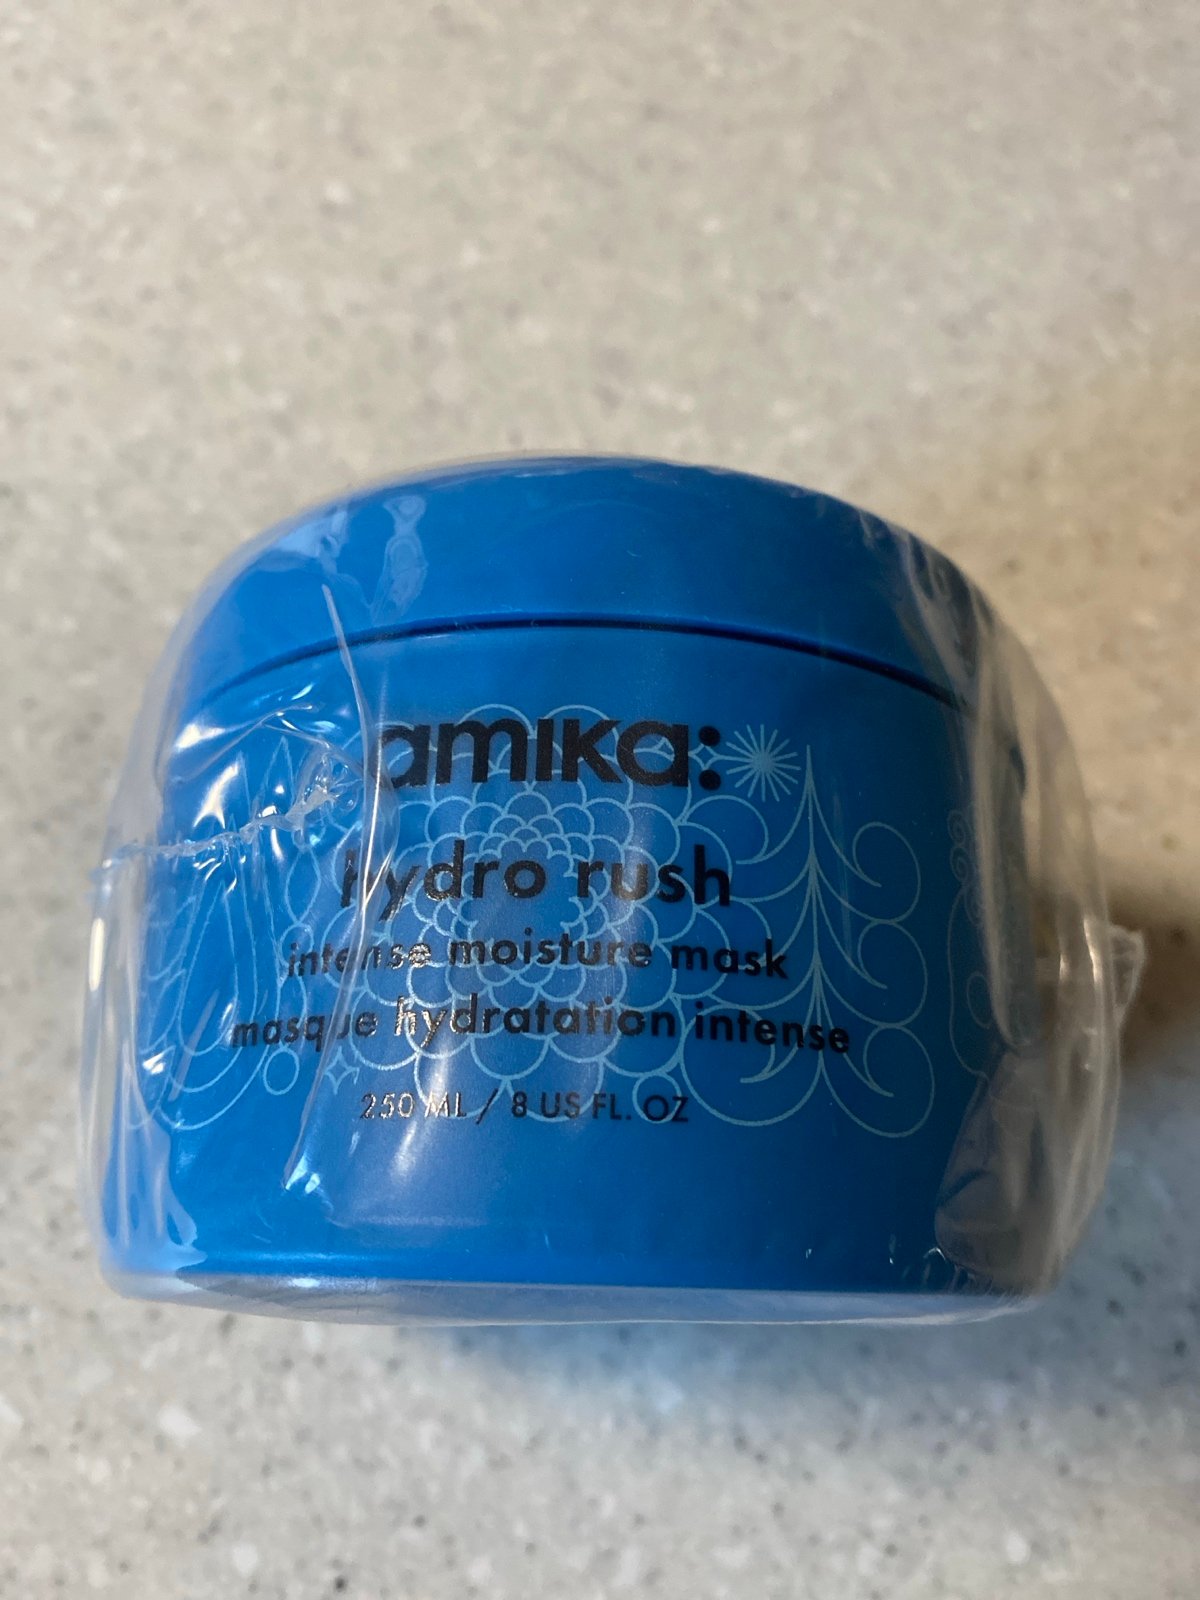 amika:
hydro rush
intense moisture mask
masque hydratation intense
250 ML / 8 US FL. OZ